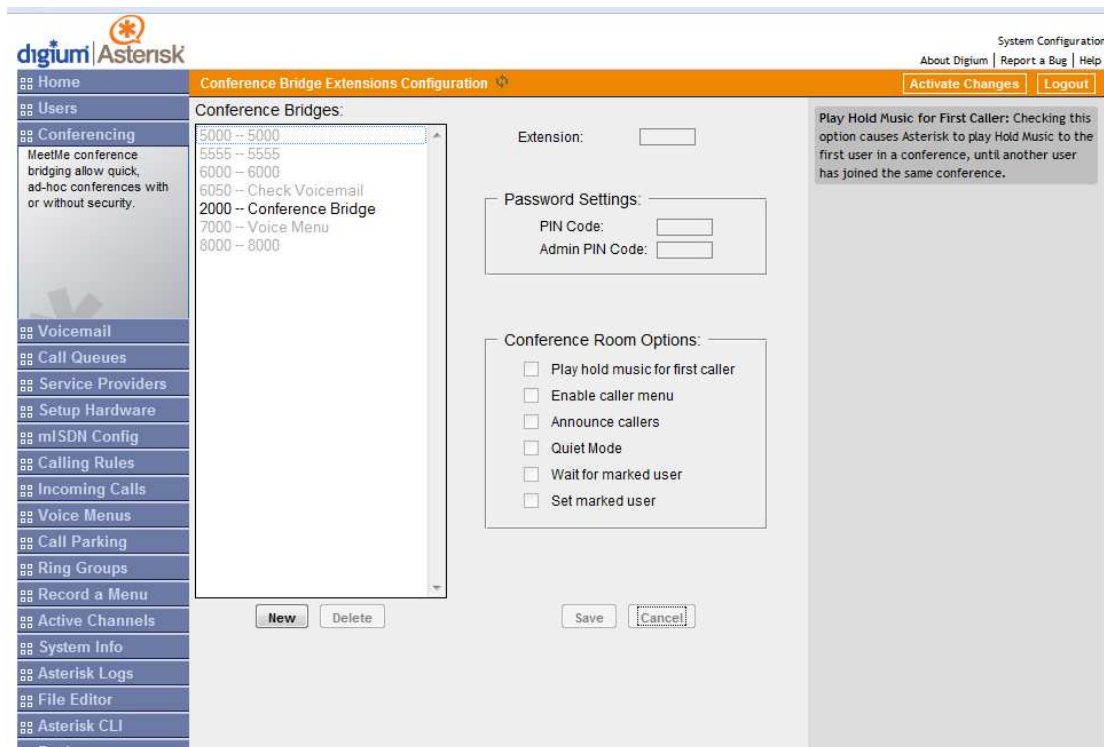 digium Asterisk
System Configuration
About Digium | Report a Bug | Help
Home
Conference Bridge Extensions Configuration
Activate Changes
Logout
Users
Conferencing
MeetMe conference
bridging allow quick,
ad-hoc conferences with
or without security.
Voicemail
Call Queues
Service Providers
Setup Hardware
mISDN Config
Calling Rules
Incoming Calls
Voice Menus
Call Parking
Ring Groups
Record a Menu
Active Channels
System Info
Asterisk Logs
File Editor
Asterisk CLI
Conference Bridges:
5000 -- 5000
5555 -- 5555
6000 -- 6000
6050 -- Check Voicemail
2000 -- Conference Bridge
7000 -- Voice Menu
8000 -- 8000
New
Delete
Extension:
Password Settings:
PIN Code:
Admin PIN Code:
Conference Room Options:
Play hold music for first caller
Enable caller menu
Announce callers
Quiet Mode
Wait for marked user
Set marked user
Save
Cancel
Play Hold Music for First Caller: Checking this
option causes Asterisk to play Hold Music to the
first user in a conference, until another user
has joined the same conference.